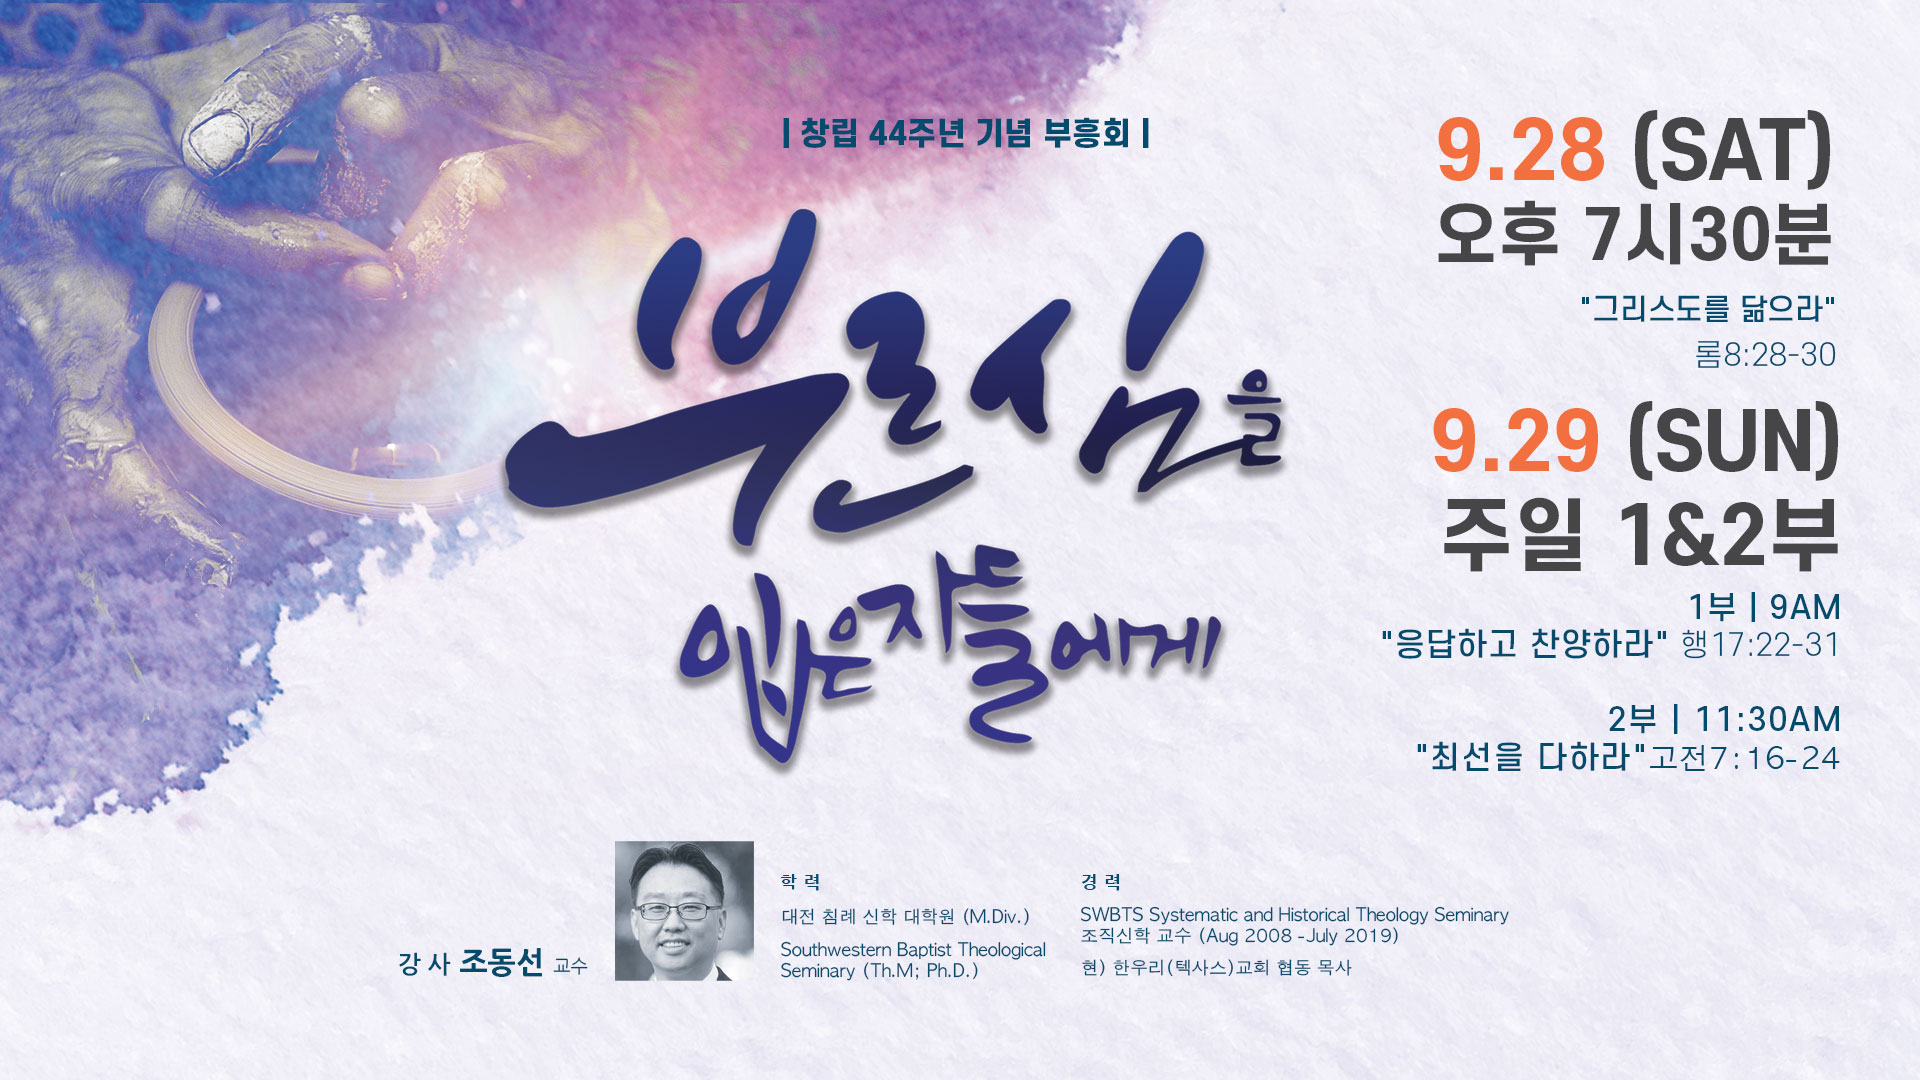 | 창립 44주년 기념 부흥회 |
부르심을
입은 자들에게
9.28 (SAT)
오후 7시30분
"그리스도를 닮으라"
롬8:28-30
9.29 (SUN)
주일 1&2부
1부 | 9AM
"응답하고 찬양하라" 행17:22-31
2부 | 11:30AM
"최선을 다하라"고전7:16-24
강 사 조동선 교수
학 력
대전 침례 신학 대학원 (M.Div.)
Southwestern Baptist Theological
Seminary (Th.M; Ph.D.)
경 력
SWBTS Systematic and Historical Theology Seminary
조직신학 교수 (Aug 2008 -July 2019)
현) 한우리(텍사스)교회 협동 목사